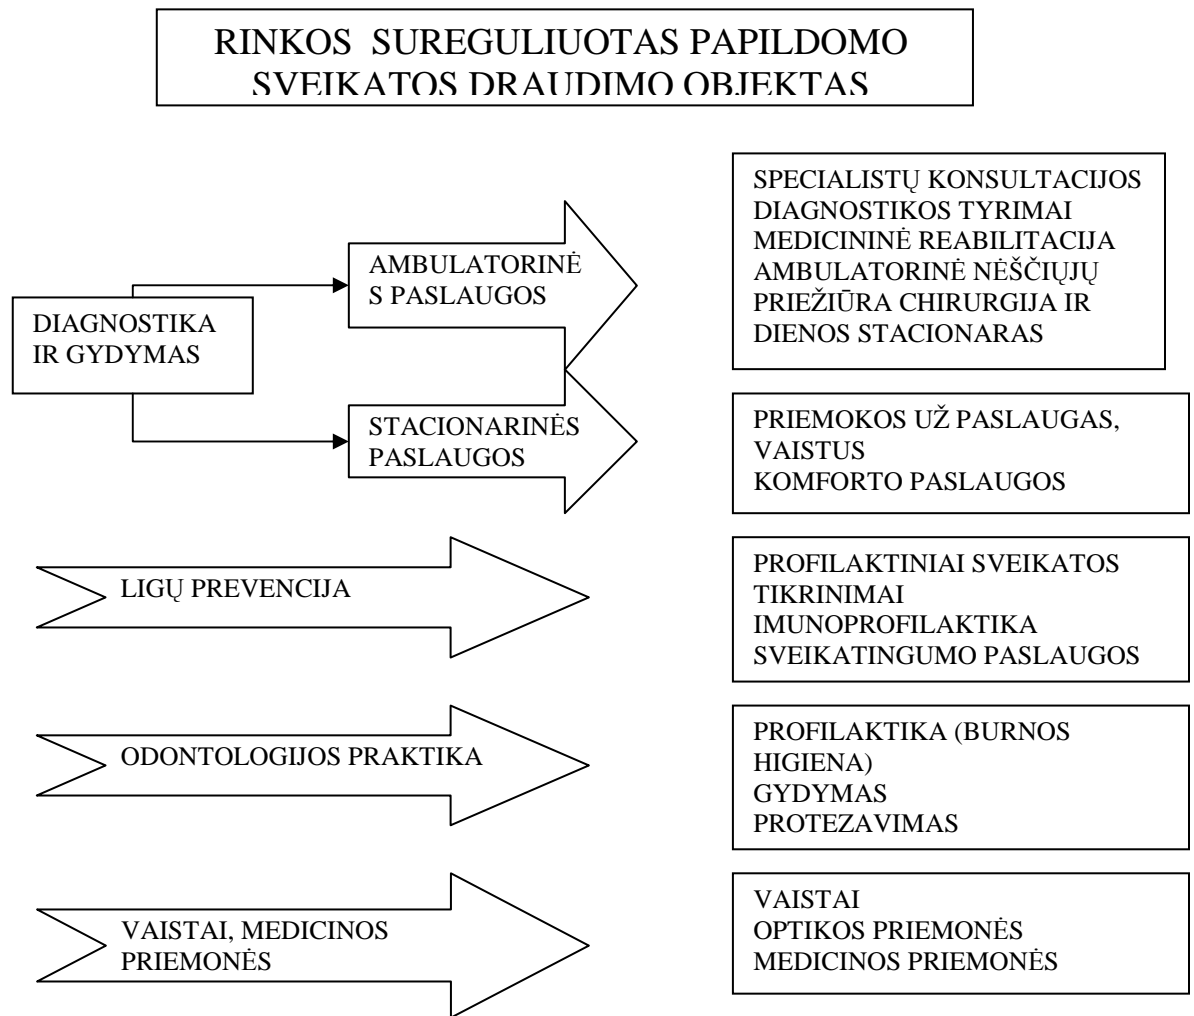 RINKOS SUREGULIUOTAS PAPILDOMO
SVEIKATOS DRAUDIMO OBJEKTAS
DIAGNOSTIKA
IR GYDYMAS
AMBULATORINĖ
S PASLAUGOS
SPECIALISTŲ KONSULTACIJOS
DIAGNOSTIKOS TYRIMAI
MEDICININĖ REABILITACIJA
AMBULATORINĖ NĖŠČIŲJŲ
PRIEŽIŪRA CHIRURGIJA IR
DIENOS STACIONARAS
STACIONARINĖS
PASLAUGOS
PRIEMOKOS UŽ PASLAUGAS,
VAISTUS
KOMFORTO PASLAUGOS
LIGŲ PREVENCIJA
PROFILAKTINIAI SVEIKATOS
TIKRINIMAI
IMUNOPROFILAKTIKA
SVEIKATINGUMO PASLAUGOS
ODONTOLOGIJOS PRAKTIKA
PROFILAKTIKA (BURNOS
HIGIENA)
GYDYMAS
PROTEZAVIMAS
VAISTAI, MEDICINOS
PRIEMONĖS
VAISTAI
OPTIKOS PRIEMONĖS
MEDICINOS PRIEMONĖS